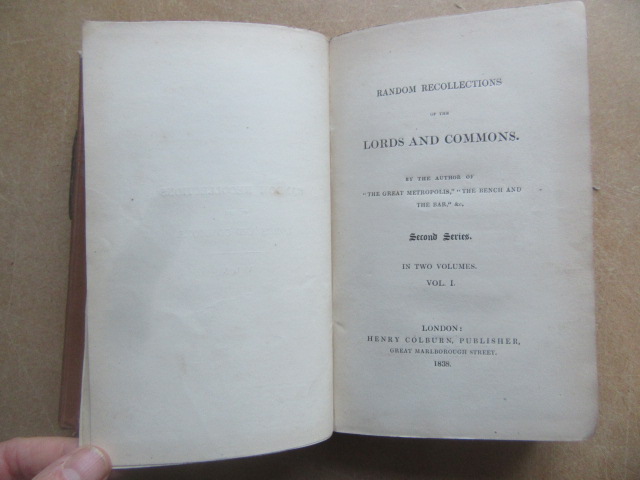 RANDOM RECOLLECTIONS
OF THE
LORDS AND COMMONS.
BY THE AUTHOR OF
"THE GREAT METROPOLIS," "THE BENCH AND
THE BAR," &c,
Second Series.
IN TWO VOLUMES.
VOL. I.
LONDON:
HENRY COLBURN, PUBLISHER,
GREAT MARLBOROUGH STREET.
1838.